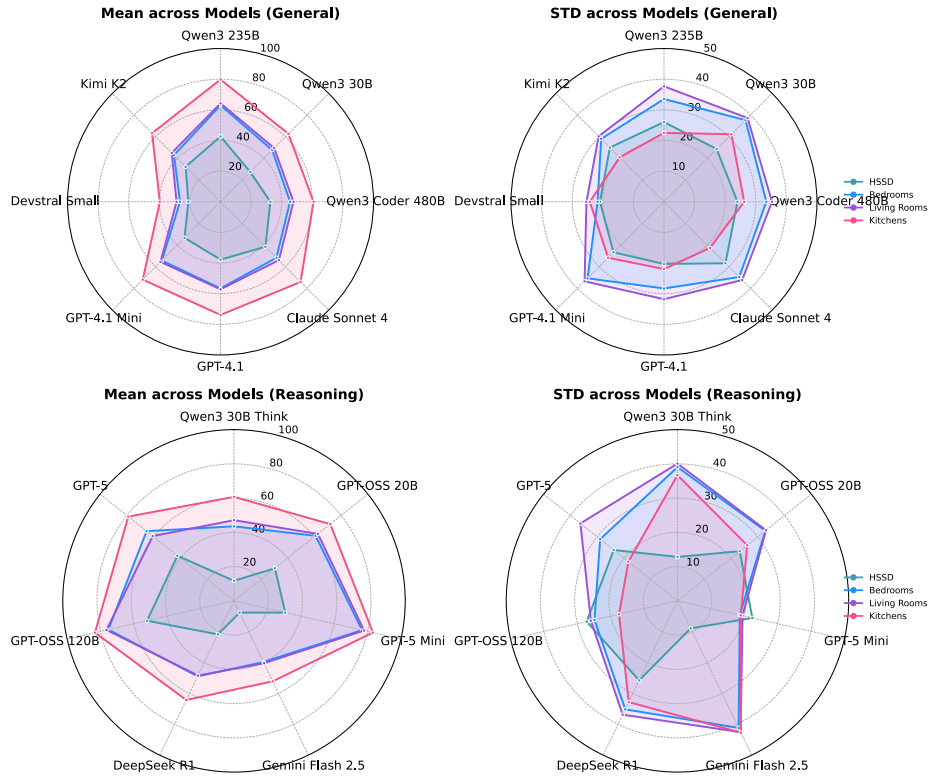 Mean across Models (General)
Qwen3 235B
100
80
60
40
20
Qwen3 30B
Qwen3 Coder 480B
Claude Sonnet 4
GPT-4.1
GPT-4.1 Mini
Devstral Small
Kimi K2
STD across Models (General)
Qwen3 235B
50
40
30
20
10
Qwen3 30B
Qwen3 Coder 480B
Claude Sonnet 4
GPT-4.1
GPT-4.1 Mini
Devstral Small
Kimi K2
HSSD
Bedrooms
Living Rooms
Kitchens
Mean across Models (Reasoning)
Qwen3 30B Think
100
80
60
40
20
GPT-OSS 20B
GPT-5 Mini
Gemini Flash 2.5
DeepSeek R1
GPT-OSS 120B
GPT-5
STD across Models (Reasoning)
Qwen3 30B Think
50
40
30
20
10
GPT-OSS 20B
GPT-5 Mini
Gemini Flash 2.5
DeepSeek R1
GPT-OSS 120B
GPT-5
HSSD
Bedrooms
Living Rooms
Kitchens